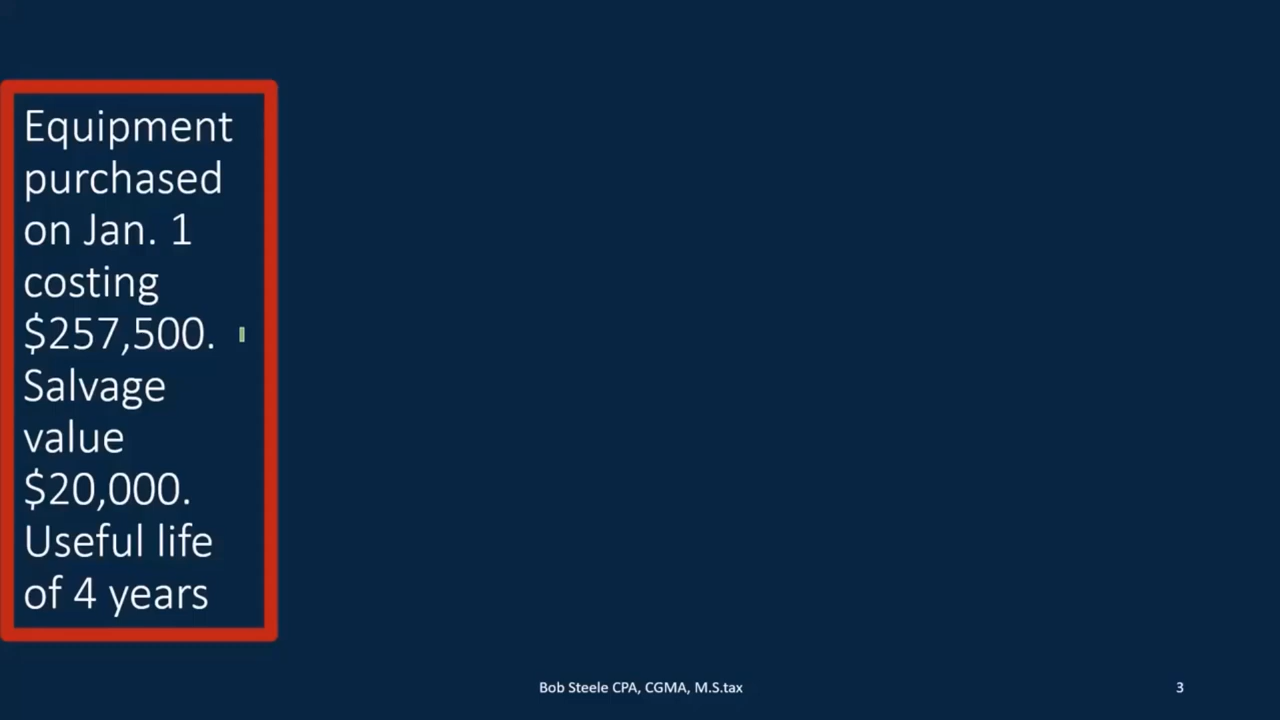 Equipment
purchased
on Jan. 1
costing
$257,500.
Salvage
value
$20,000.
Useful life
of 4 years
Bob Steele CPA, CGMA, M.S.tax
3